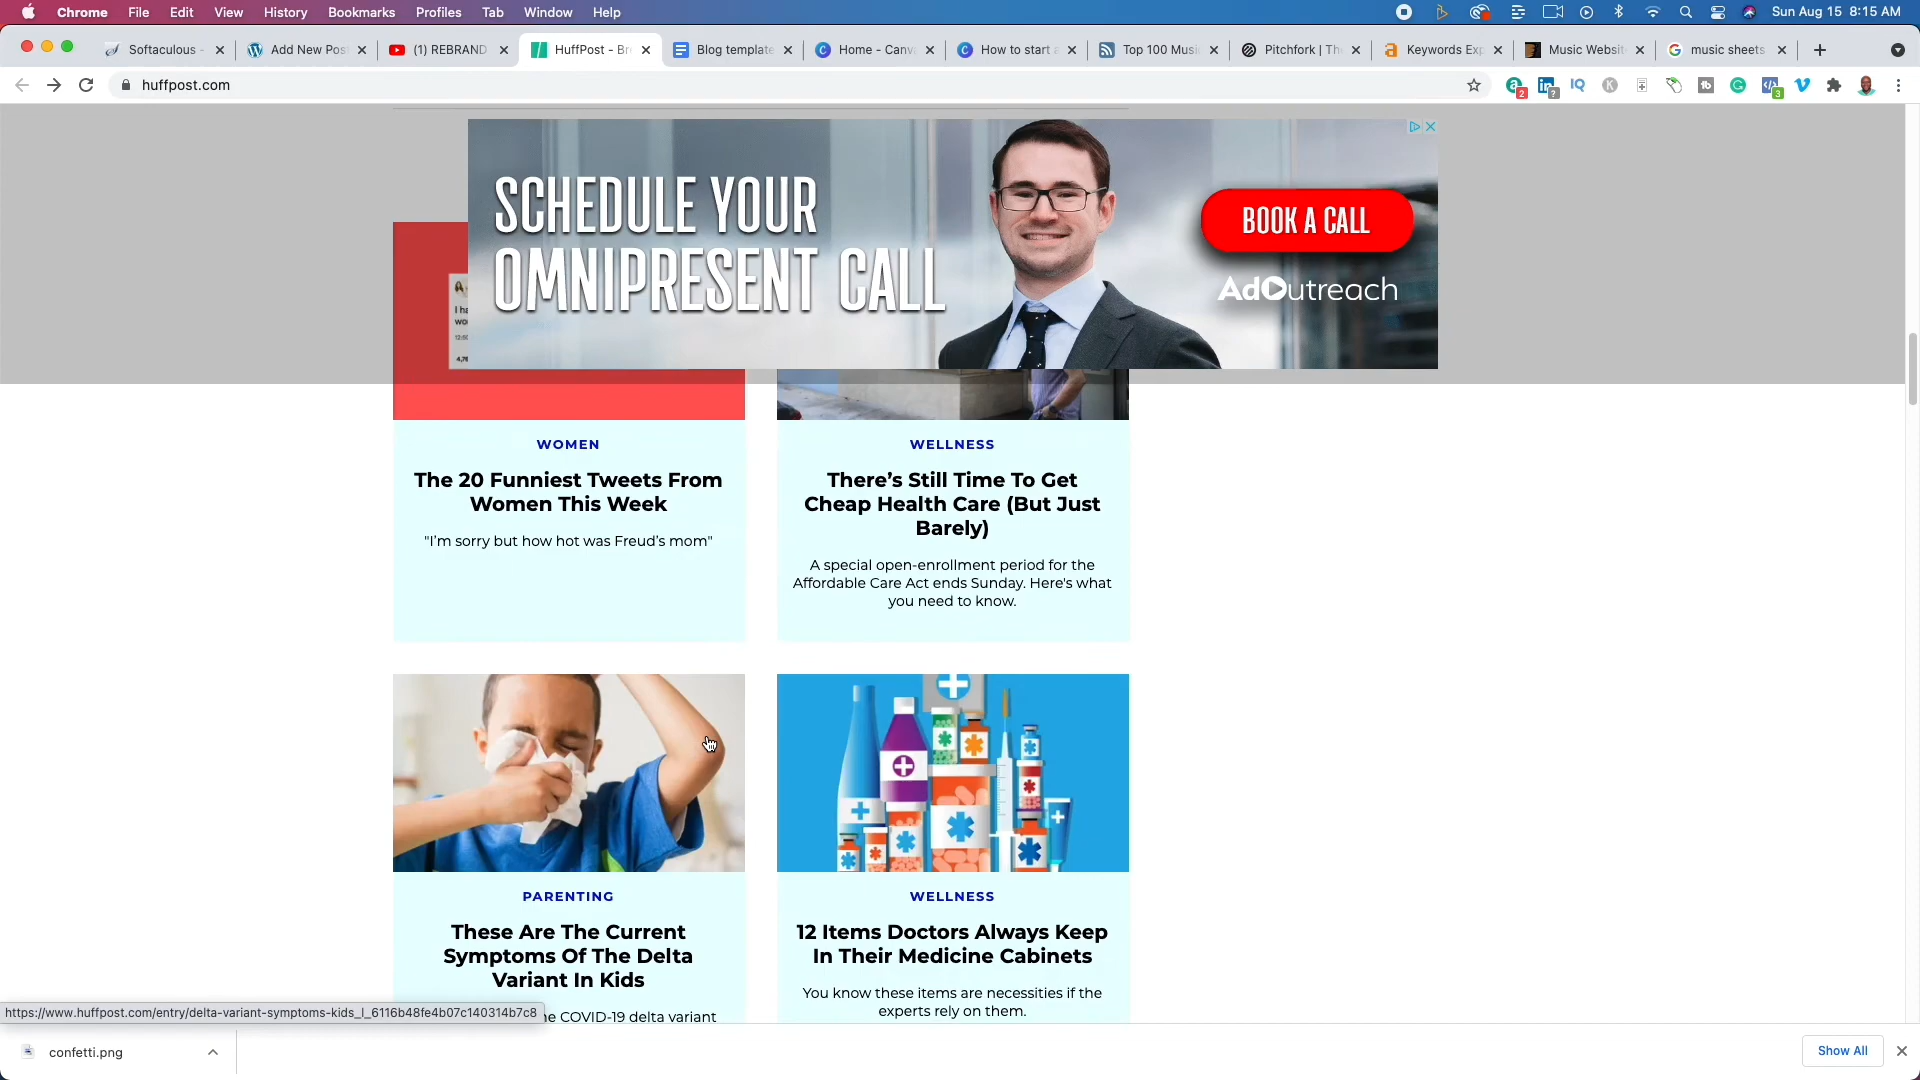 Chrome File Edit View History Bookmarks Profiles Tab Window Help Sun Aug 15 8:15 AM
Softaculous - Add New Pos (1) REBRAND HuffPost - Br Blog template Home - Canv How to start a Top 100 Musi Pitchfork | Th Keywords Exp Music Websit music sheets
huffpost.com
SCHEDULE YOUR
OMNIPRESENT CALL
BOOK A CALL
AdOutreach
I ha
wo
WOMEN
The 20 Funniest Tweets From
Women This Week
"I'm sorry but how hot was Freud's mom"
WELLNESS
There's Still Time To Get
Cheap Health Care (But Just
Barely)
A special open-enrollment period for the
Affordable Care Act ends Sunday. Here's what
you need to know.
PARENTING
These Are The Current
Symptoms Of The Delta
Variant In Kids
he COVID-19 delta variant
WELLNESS
12 Items Doctors Always Keep
In Their Medicine Cabinets
You know these items are necessities if the
experts rely on them.
https://www.huffpost.com/entry/delta-variant-symptoms-kids_l_6116b48fe4b07c140314b7c8
confetti.png
Show All